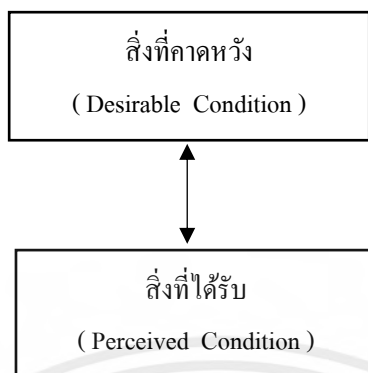 สิ่งที่คาดหวัง
( Desirable Condition )
สิ่งที่ได้รับ
( Perceived Condition )